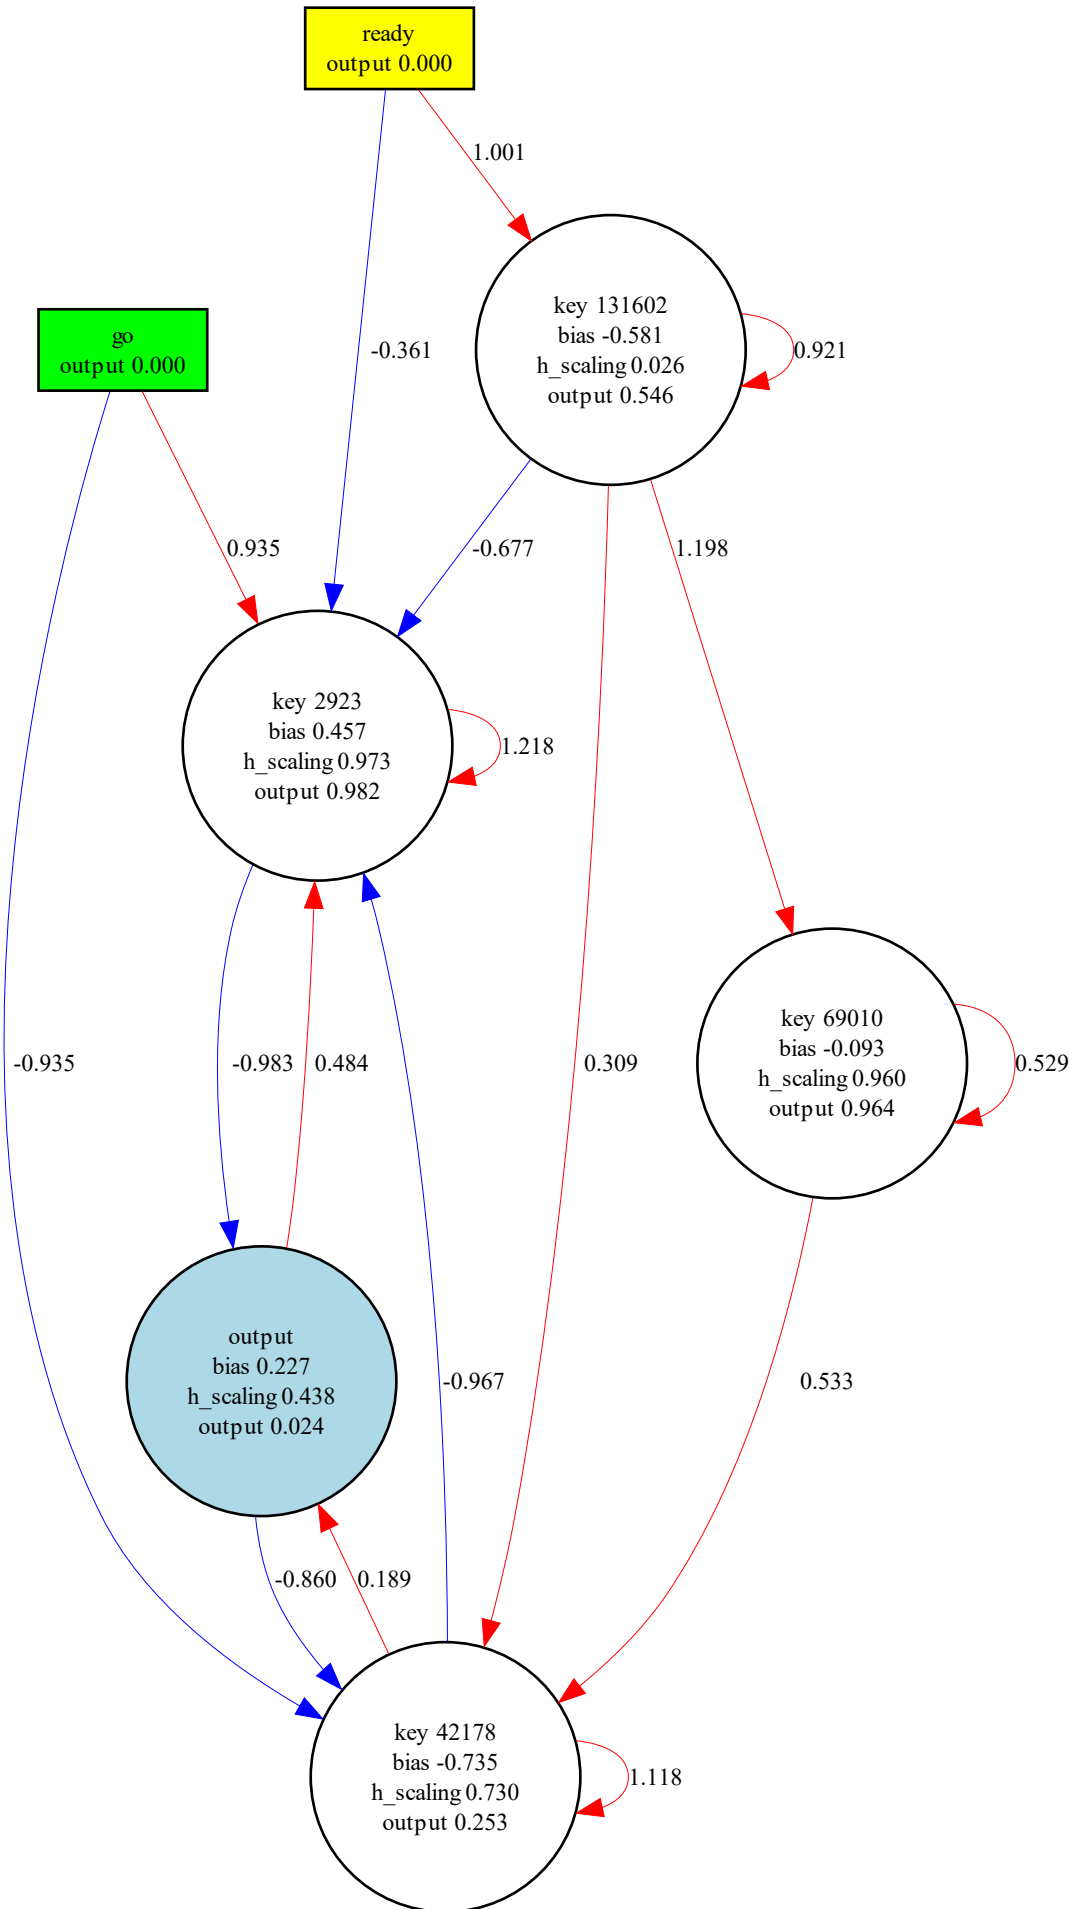 ready
output 0.000
1.001
key 131602
bias -0.581
h_scaling 0.026
output 0.546
0.921
go
output 0.000
-0.361
0.935
-0.677
1.198
key 2923
bias 0.457
h_scaling 0.973
output 0.982
1.218
key 69010
bias -0.093
h_scaling 0.960
output 0.964
0.529
-0.935
-0.983
0.484
0.309
output
bias 0.227
h_scaling 0.438
output 0.024
-0.967
0.533
-0.860
0.189
key 42178
bias -0.735
h_scaling 0.730
output 0.253
1.118